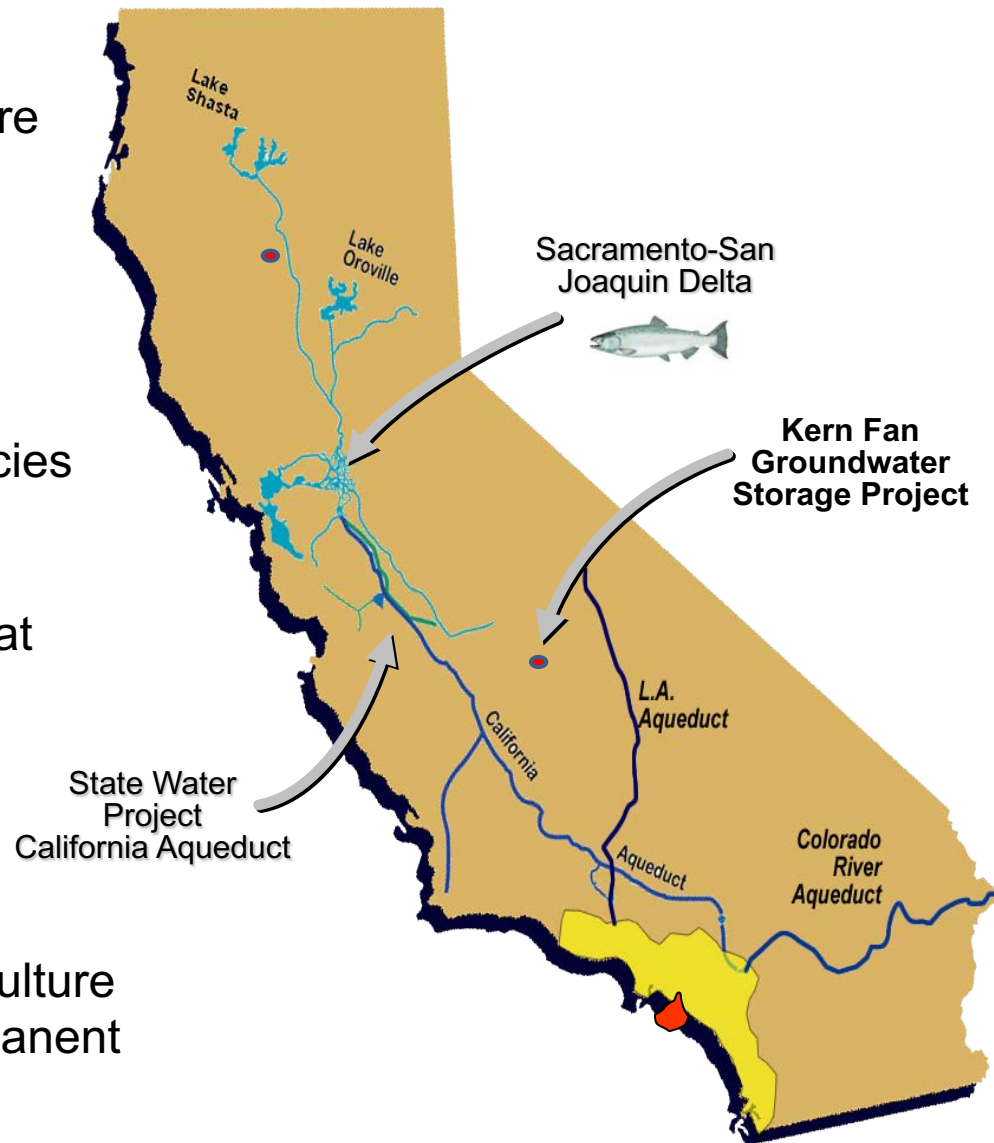 re
cies
at
ulture
anent
Lake
Shasta
Lake
Oroville
Sacramento-San
Joaquin Delta
Kern Fan
Groundwater
Storage Project
L.A.
Aqueduct
California
State Water
Project
California Aqueduct
Aqueduct
Colorado
River
Aqueduct